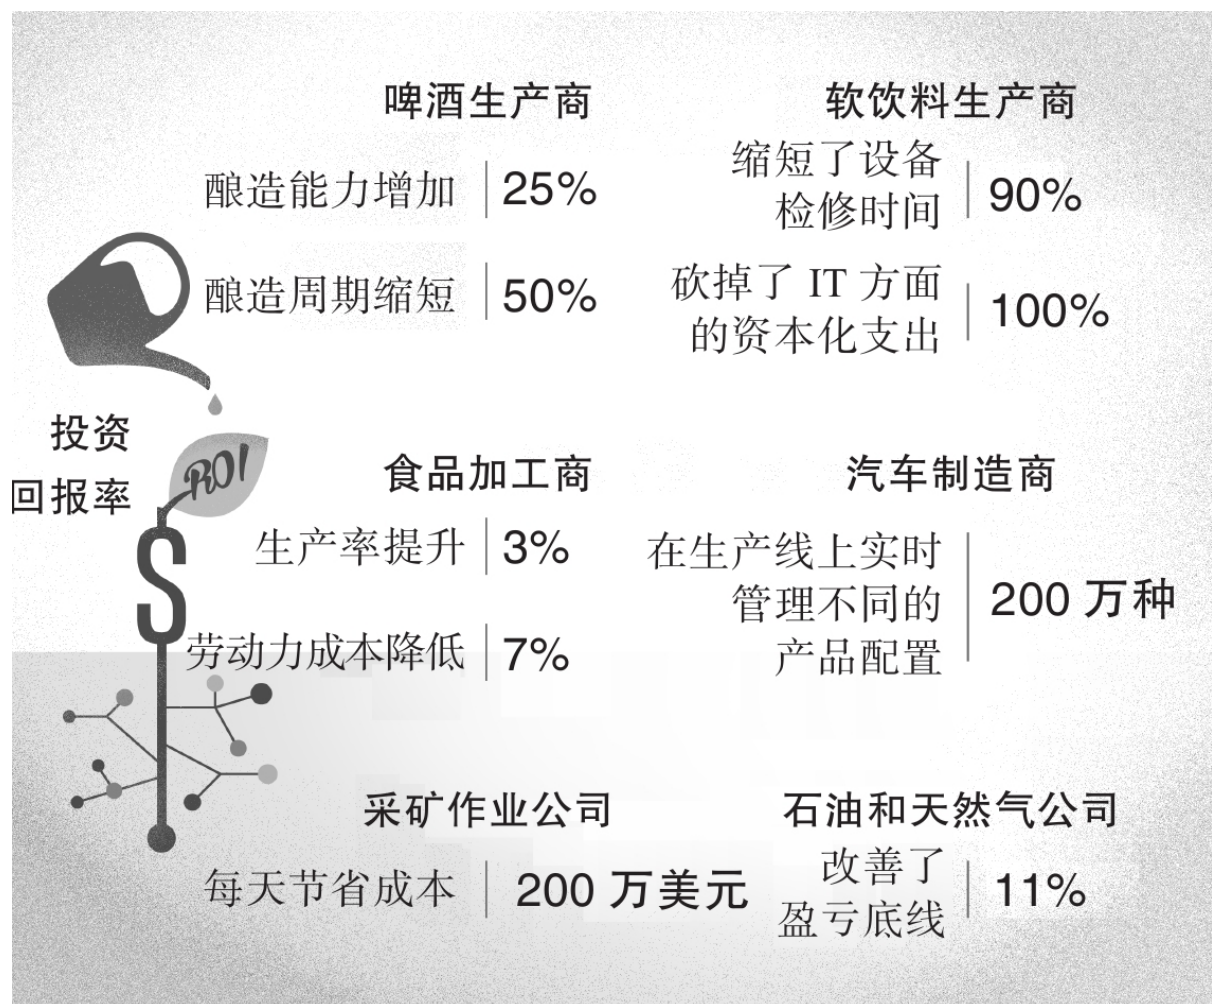 啤酒生产商
酿造能力增加 25%
酿造周期缩短 50%
软饮料生产商
缩短了设备
检修时间 90%
砍掉了 IT 方面
的资本化支出 100%
投资
回报率
ROI
S
食品加工商
生产率提升 3%
劳动力成本降低 7%
汽车制造商
在生产线上实时
管理不同的
产品配置 200 万种
采矿作业公司
每天节省成本 200 万美元
石油和天然气公司
改善了
盈亏底线 11%